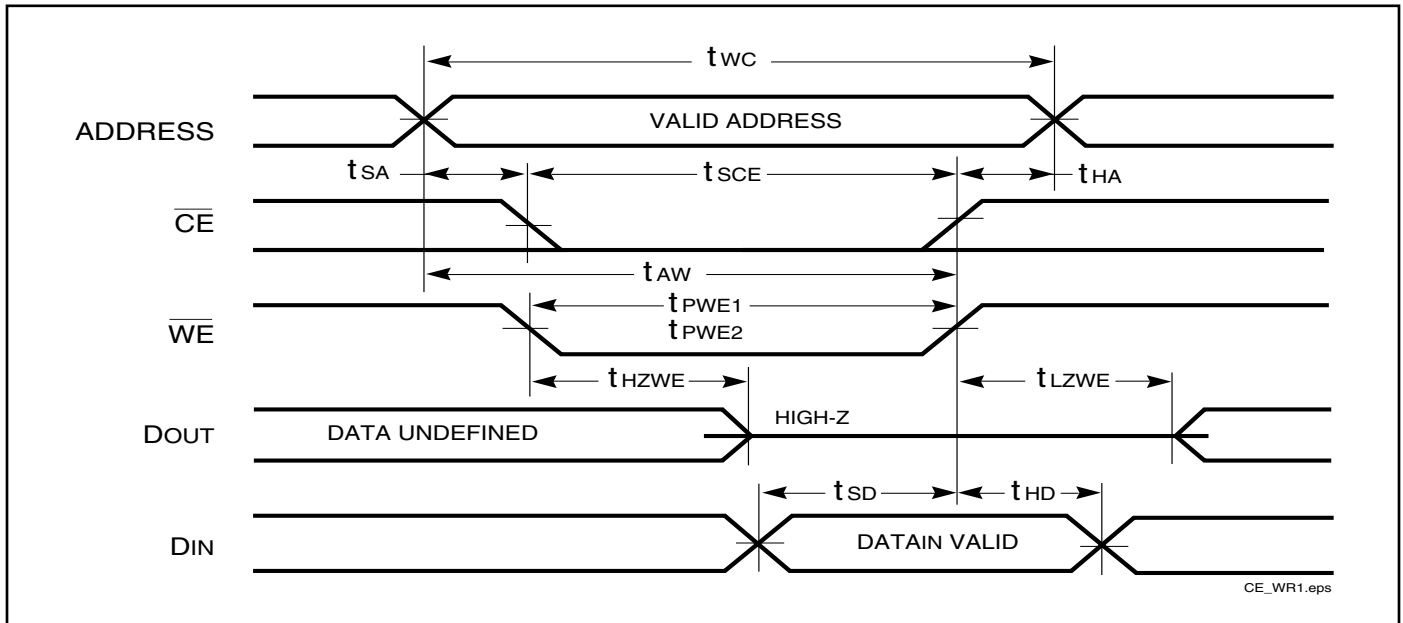 tWC
ADDRESS
VALID ADDRESS
tSA
tSCE
tHA
CE
tAW
tPWE1
WE
tPWE2
tHZWE
tLZWE
DOUT
DATA UNDEFINED
HIGH-Z
tSD
tHD
DIN
DATAIN VALID
CE_WR1.eps